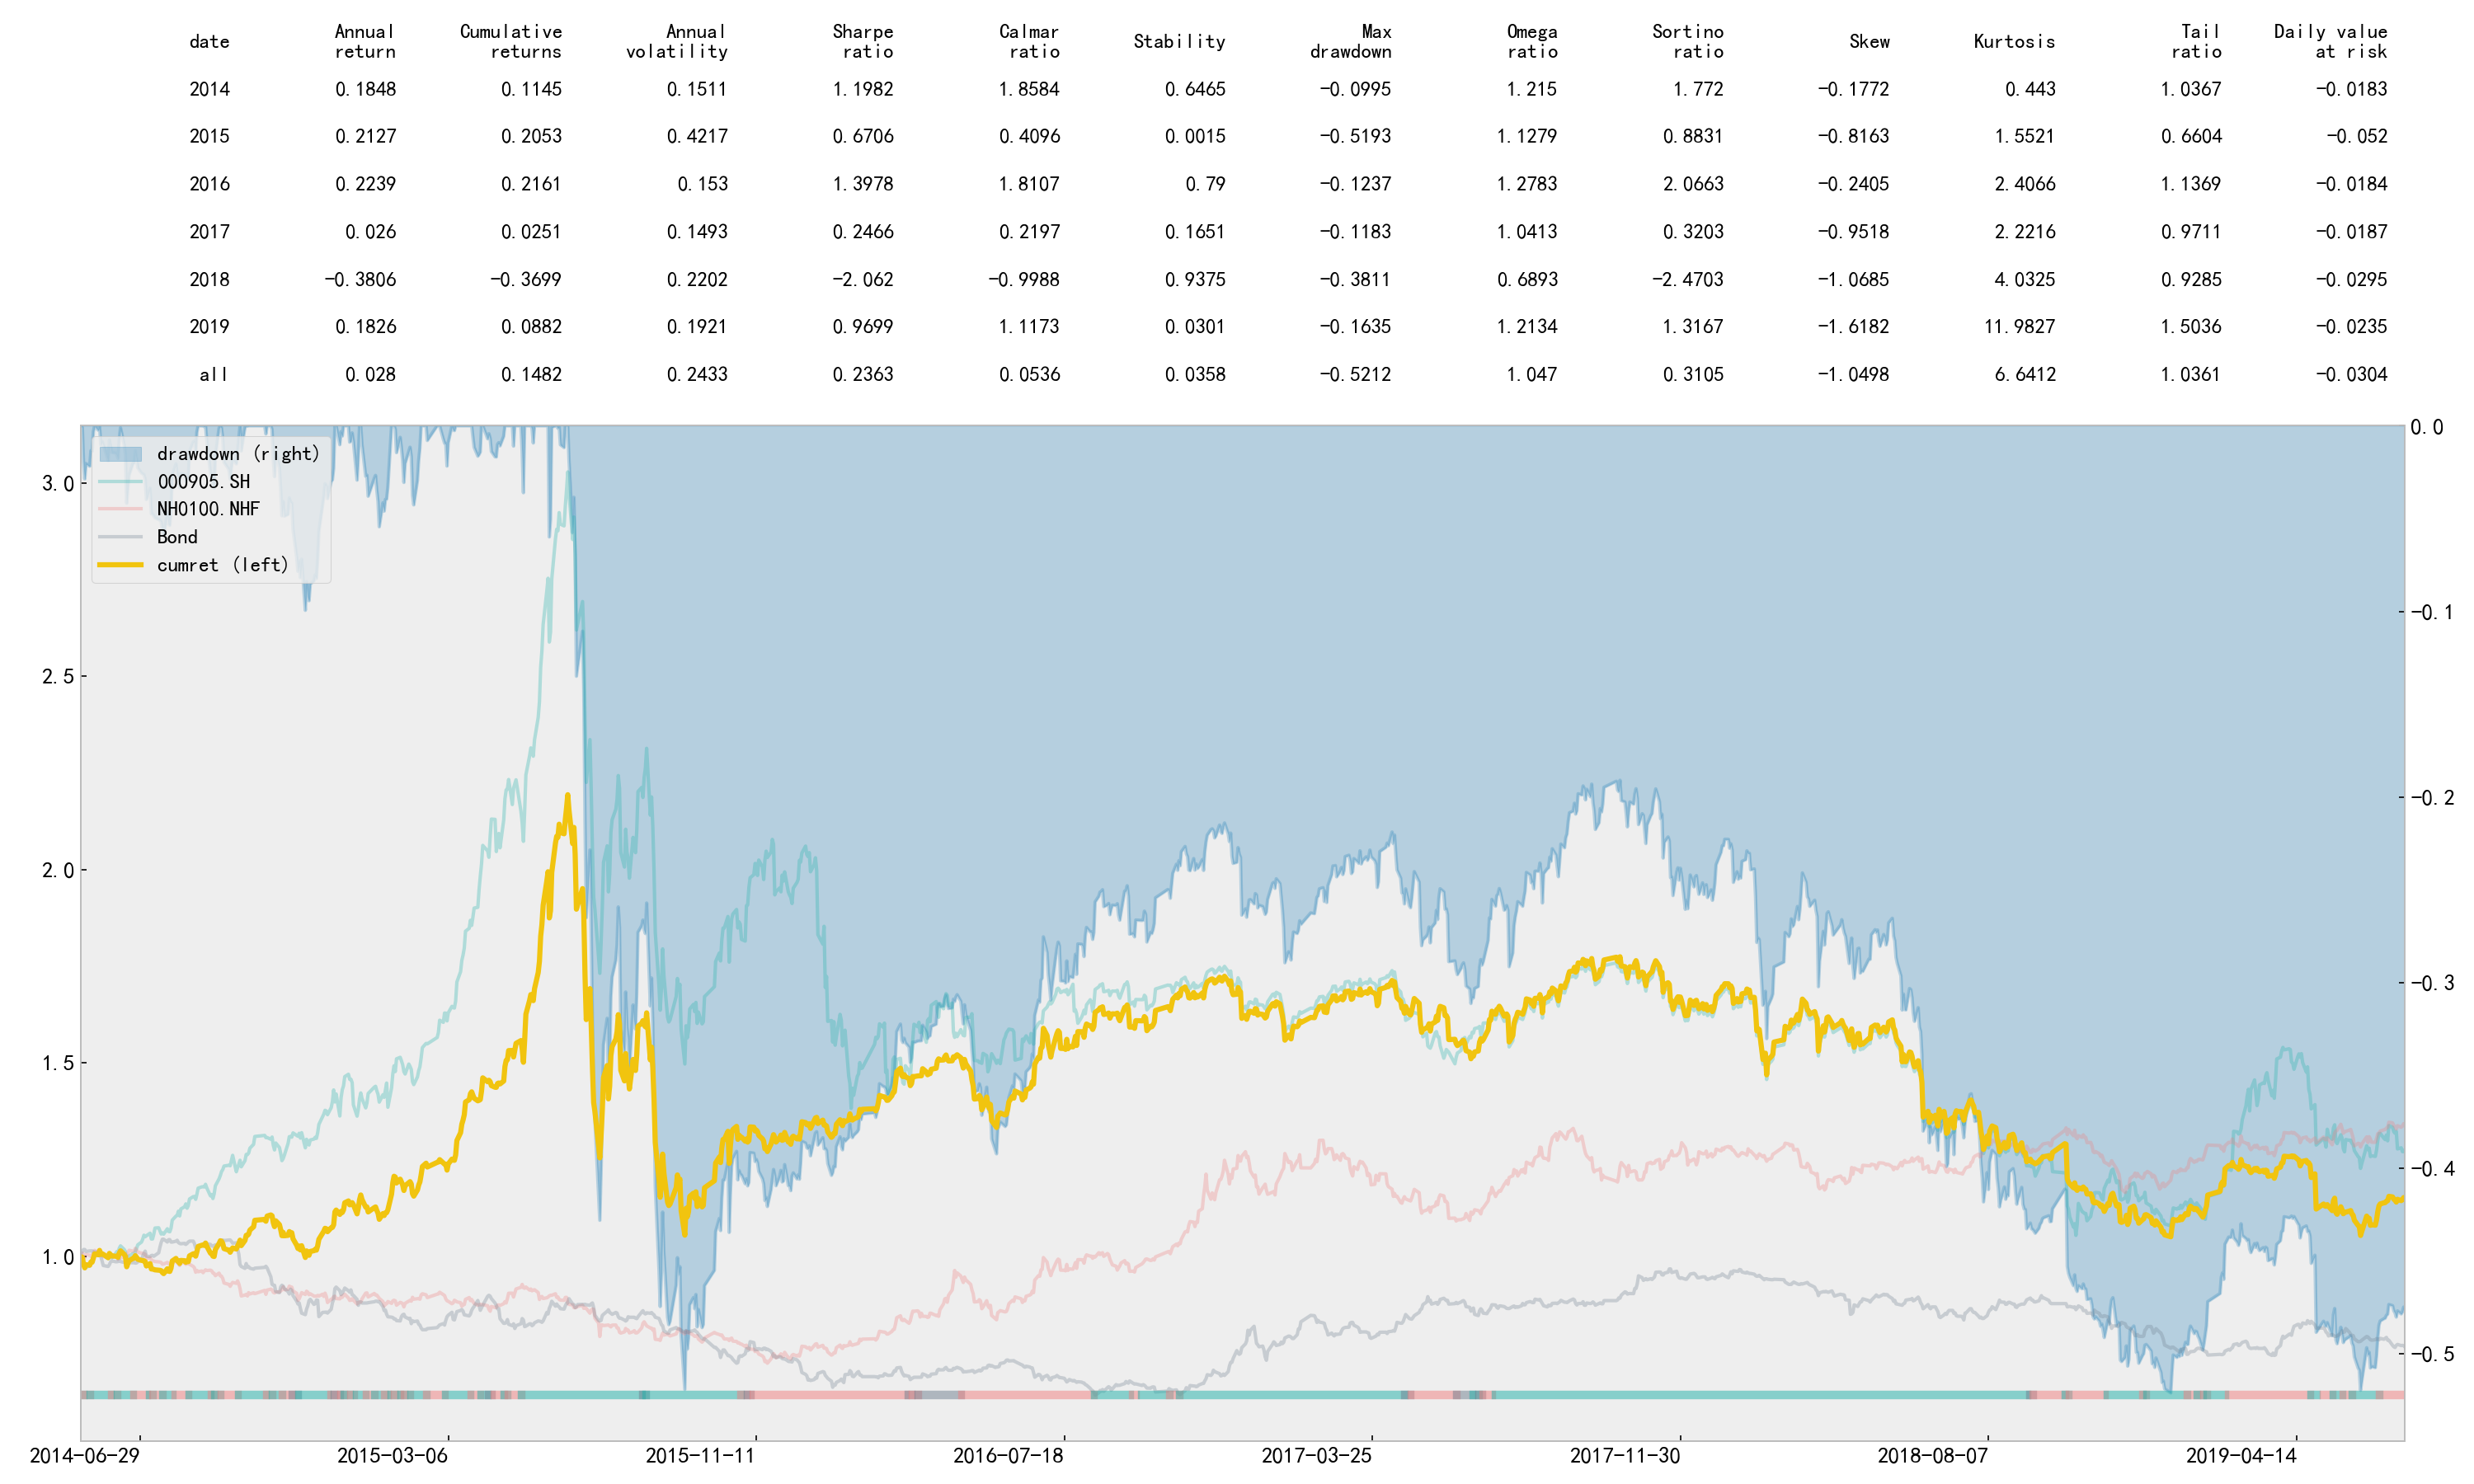 date Annual return Cumulative returns Annual volatility Sharpe ratio Calmar ratio Stability Max drawdown Omega ratio Sortino ratio Skew Kurtosis Tail ratio Daily value at risk
2014 0.1848 0.1145 0.1511 1.1982 1.8584 0.6465 -0.0995 1.215 1.772 -0.1772 0.443 1.0367 -0.0183
2015 0.2127 0.2053 0.4217 0.6706 0.4096 0.0015 -0.5193 1.1279 0.8831 -0.8163 1.5521 0.6604 -0.052
2016 0.2239 0.2161 0.153 1.3978 1.8107 0.79 -0.1237 1.2783 2.0663 -0.2405 2.4066 1.1369 -0.0184
2017 0.026 0.0251 0.1493 0.2466 0.2197 0.1651 -0.1183 1.0413 0.3203 -0.9518 2.2216 0.9711 -0.0187
2018 -0.3806 -0.3699 0.2202 -2.062 -0.9988 0.9375 -0.3811 0.6893 -2.4703 -1.0685 4.0325 0.9285 -0.0295
2019 0.1826 0.0882 0.1921 0.9699 1.1173 0.0301 -0.1635 1.2134 1.3167 -1.6182 11.9827 1.5036 -0.0235
all 0.028 0.1482 0.2433 0.2363 0.0536 0.0358 -0.5212 1.047 0.3105 -1.0498 6.6412 1.0361 -0.0304
drawdown (right)
000905.SH
NH0100.NHF
Bond
cumret (left)
3.0
2.5
2.0
1.5
1.0
0.0
-0.1
-0.2
-0.3
-0.4
-0.5
2014-06-29 2015-03-06 2015-11-11 2016-07-18 2017-03-25 2017-11-30 2018-08-07 2019-04-14